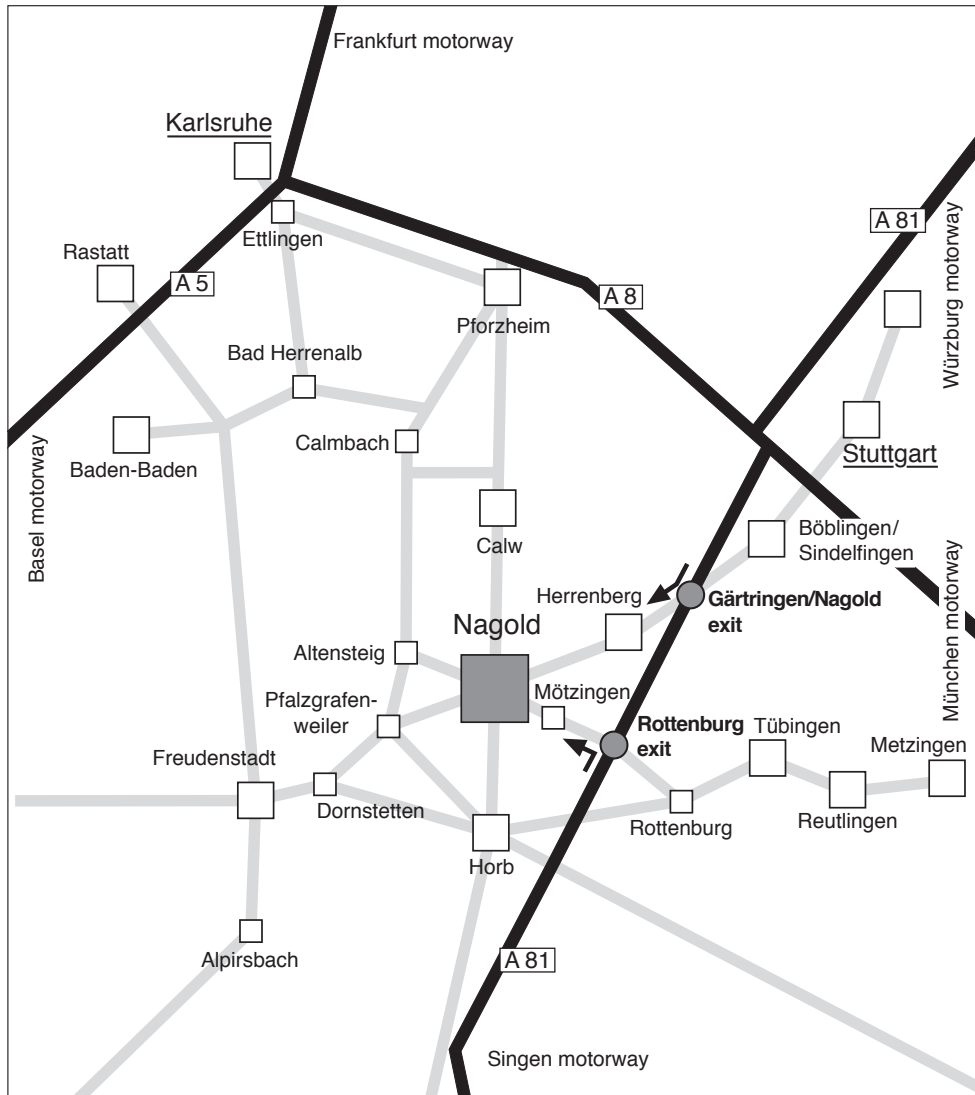 Frankfurt motorway
Karlsruhe
A 81
Ettlingen
Rastatt
A 5
A 8
Würzburg motorway
Pforzheim
Bad Herrenalb
Calmbach
Baden-Baden
Stuttgart
Basel motorway
Böblingen/
Sindelfingen
Calw
Herrenberg
Gärtringen/Nagold
exit
München motorway
Nagold
Altensteig
Mötzingen
Pfalzgrafen-
weiler
Rottenburg
exit
Tübingen
Metzingen
Freudenstadt
Dornstetten
Rottenburg
Reutlingen
Horb
Alpirsbach
A 81
Singen motorway